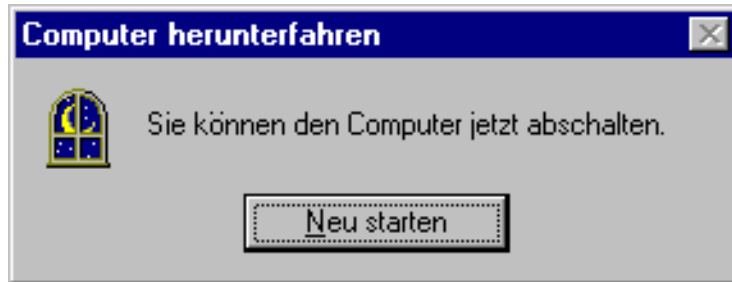 Computer herunterfahren
Sie können den Computer jetzt abschalten.
Neu starten